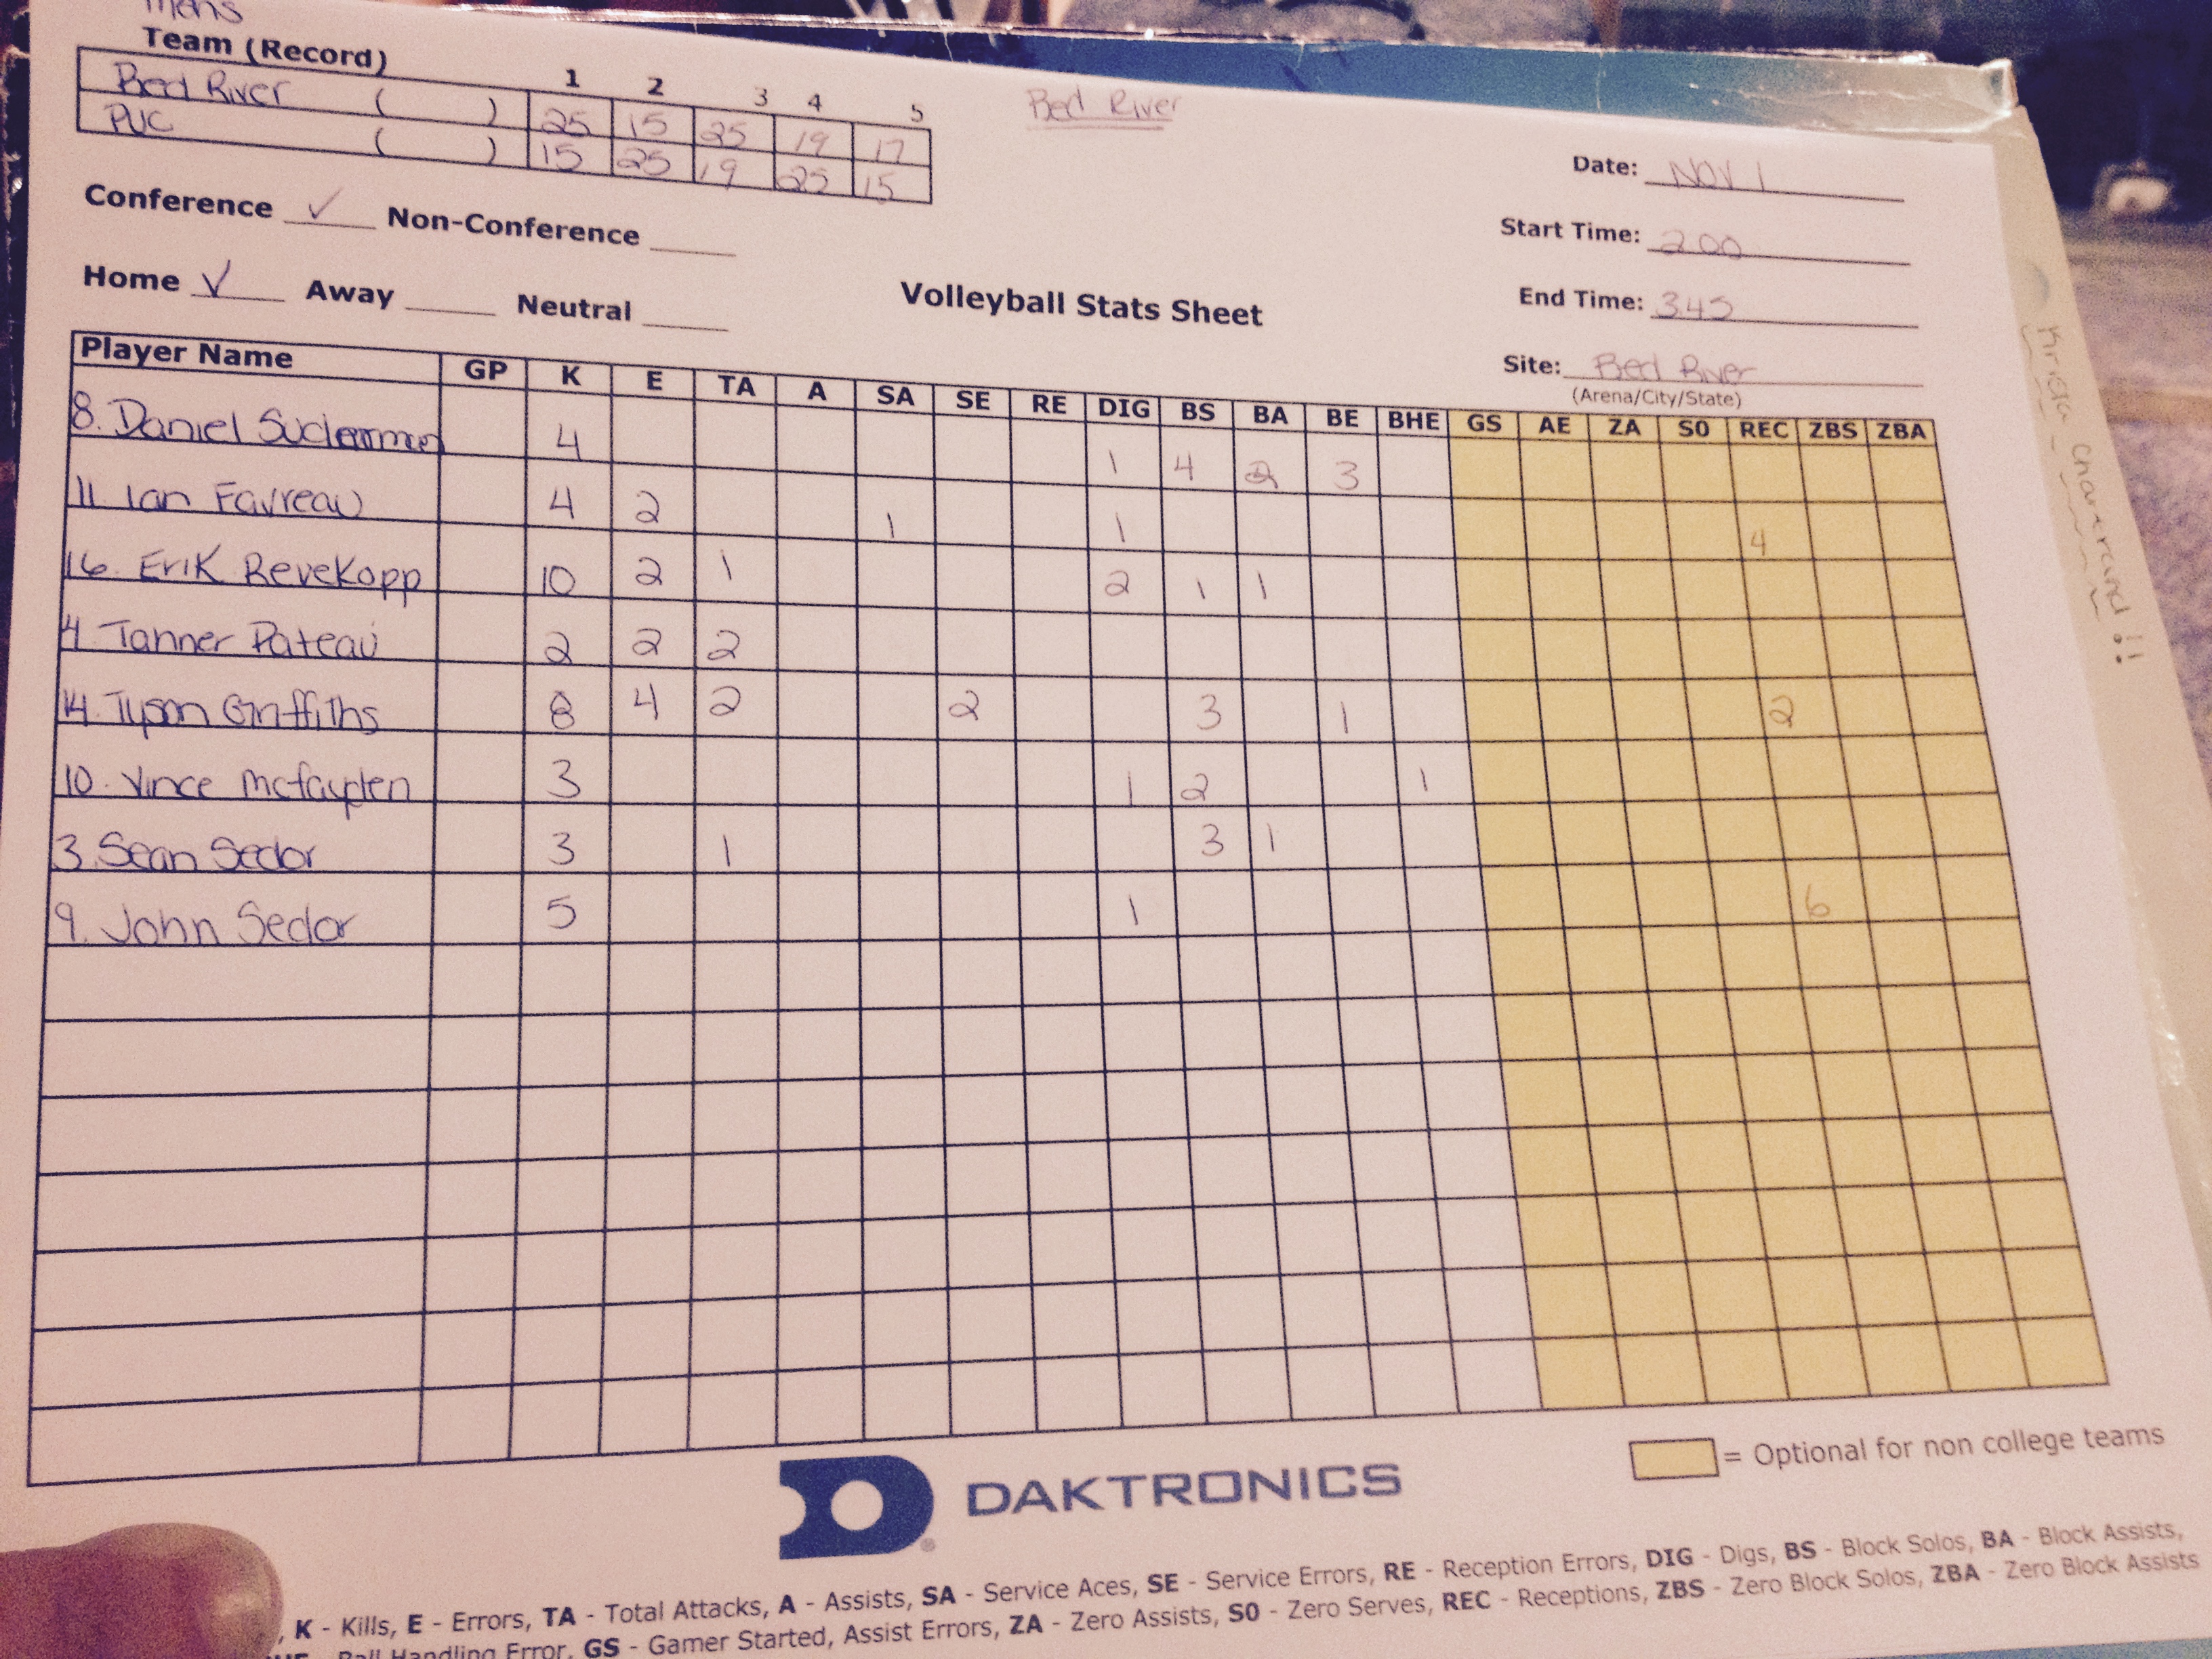 Mens
Team (Record)
1 2 3 4 5
Red River ( ) 25 15 25 19 17
PUC ( ) 15 25 19 25 15
Red River
Date: Nov 1
Conference ✓ Non-Conference
Start Time: 2:00
Home ✓ Away Neutral
End Time: 3:45
Volleyball Stats Sheet
Site: Red River
(Arena/City/State)
Krista Chartrand!!
Player Name GP K E TA A SA SE RE DIG BS BA BE BHE GS AE ZA SO REC ZBS ZBA
8. Daniel 4 1 4 2 3
11. Ian Favreau 4 2 1 1 4
16. Erik Revekopp 10 2 1 2 1 1
4 Tanner Pateau 2 2 2
14. Tyson Griffiths 8 4 2 2 3 1 2
10. Vince Mcfayden 3 1 2 1
3. Sean Sedor 3 1 3 1
9. John Sedor 5 1 6
= Optional for non college teams
DAKTRONICS
, K - Kills, E - Errors, TA - Total Attacks, A - Assists, SA - Service Aces, SE - Service Errors, RE - Reception Errors, DIG - Digs, BS - Block Solos, BA - Block Assists,
Ball Handling Error, GS - Gamer Started, Assist Errors, ZA - Zero Assists, SO - Zero Serves, REC - Receptions, ZBS - Zero Block Solos, ZBA - Zero Block Assists